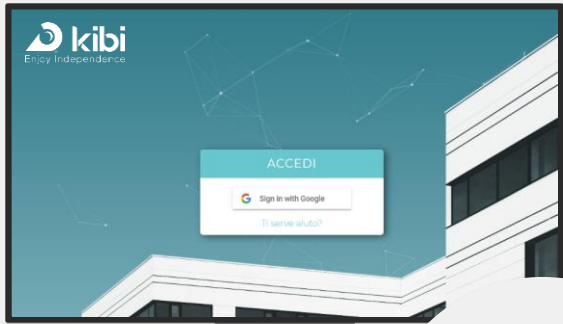 kibi
Enjoy Independence
ACCEDI
Sign in with Google
Ti serve aiuto?